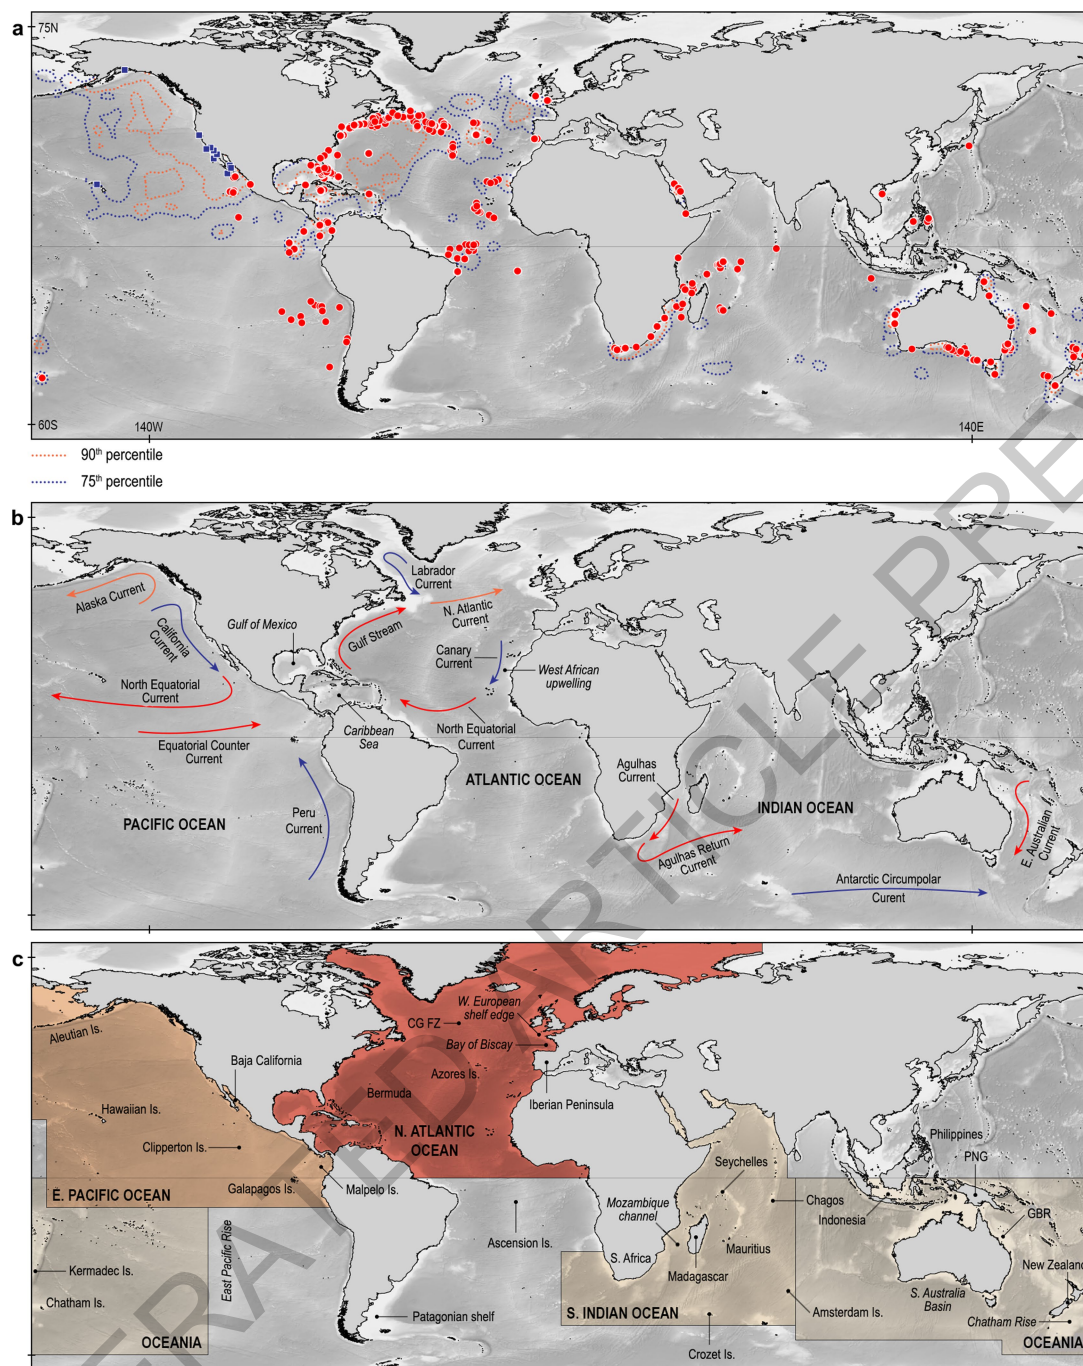 a
75N
60S
140W
140E
90th percentile
75th percentile
b
Labrador
Current
Alaska Current
N. Atlantic
Current
California
Current
Gulf of Mexico
Gulf Stream
Canary
Current
West African
upwelling
North Equatorial
Current
Caribbean
Sea
North Equatorial
Current
Equatorial Counter
Current
Agulhas
Current
ATLANTIC OCEAN
INDIAN OCEAN
PACIFIC OCEAN
Peru
Current
Agulhas Return
Current
E. Australian
Current
Antarctic Circumpolar
Curent
c
W. European
shelf edge
CG FZ
Aleutian Is.
Bay of Biscay
Baja California
Azores Is.
Bermuda
Iberian Peninsula
Hawaiian Is.
N. ATLANTIC
OCEAN
Philippines
Clipperton Is.
PNG
Seychelles
E. PACIFIC OCEAN
Galapagos Is.
Malpelo Is.
Mozambique
channel
Chagos
Indonesia
GBR
East Pacific Rise
Ascension Is.
Mauritius
S. Africa
Kermadec Is.
Madagascar
New Zealand
Chatham Is.
S. Australia
Basin
Patagonian shelf
S. INDIAN OCEAN
Amsterdam Is.
Chatham Rise
OCEANIA
OCEANIA
Crozet Is.
ERATED ARTICLE PRE